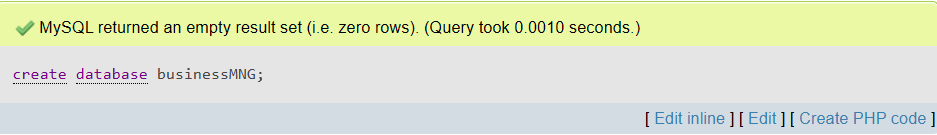 MySQL returned an empty result set (i.e. zero rows). (Query took 0.0010 seconds.)
create database businessMNG;
[ Edit inline ] [ Edit ] [ Create PHP code ]